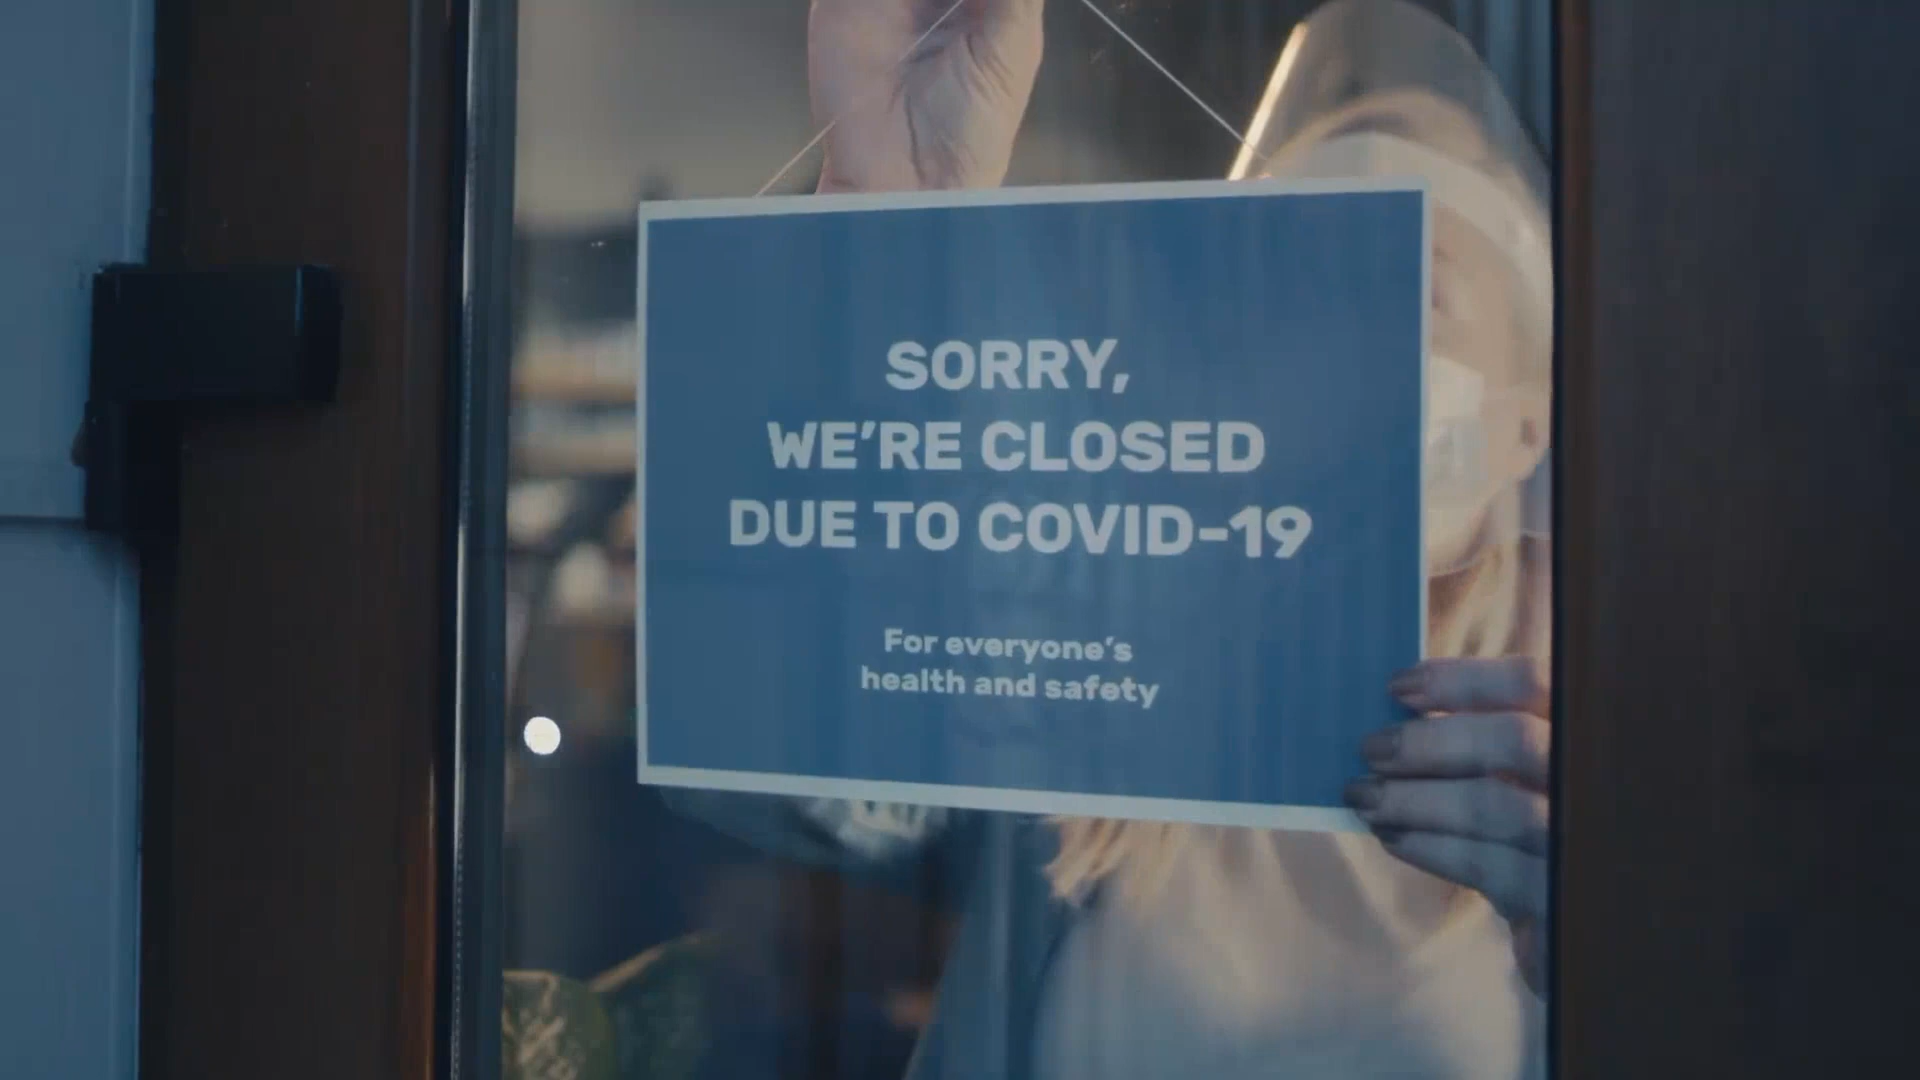 SORRY,
WE'RE CLOSED
DUE TO COVID-19
For everyone's
health and safety